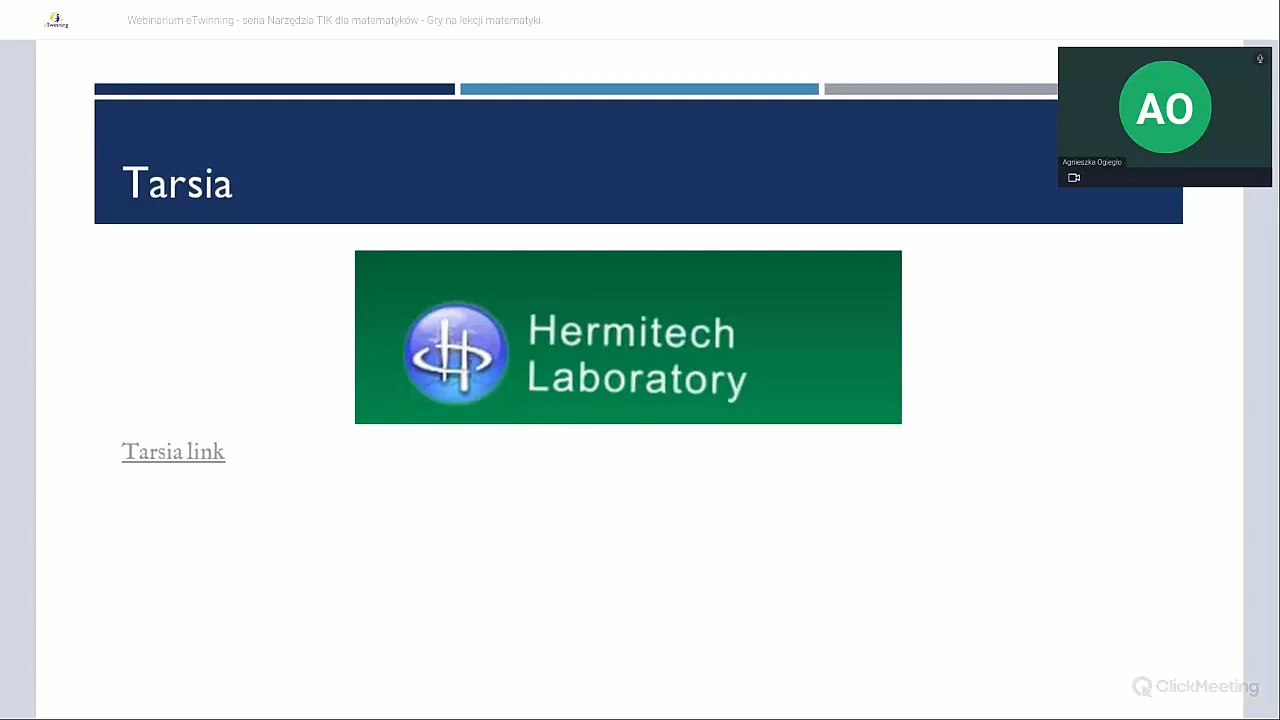 eTwinning
Webinarium eTwinning - seria Narzędzia TIK dla matematyków - Gry na lekcji matematyki.
AO
Agnieszka Ogiegło
Tarsia
Hermitech
Laboratory
Tarsia link
ClickMeeting